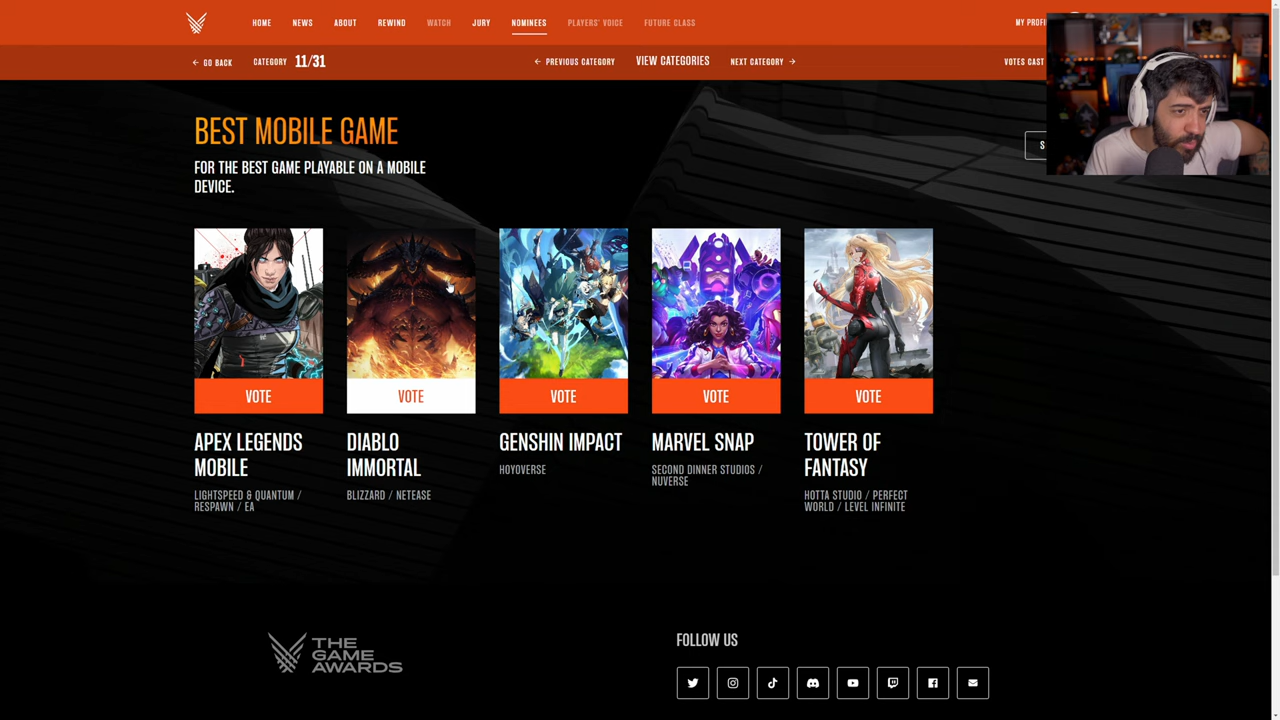 HOME NEWS ABOUT REWIND WATCH JURY NOMINEES PLAYERS' VOICE FUTURE CLASS
GO BACK CATEGORY 11/31 PREVIOUS CATEGORY VIEW CATEGORIES NEXT CATEGORY VOTES CAST
BEST MOBILE GAME
FOR THE BEST GAME PLAYABLE ON A MOBILE
DEVICE.
VOTE VOTE VOTE VOTE VOTE
APEX LEGENDS
MOBILE
LIGHTSPEED & QUANTUM /
RESPAWN / EA
DIABLO
IMMORTAL
BLIZZARD / NETEASE
GENSHIN IMPACT
HOYOVERSE
MARVEL SNAP
SECOND DINNER STUDIOS /
NUVERSE
TOWER OF
FANTASY
HOTTA STUDIO / PERFECT
WORLD / LEVEL INFINITE
THE
GAME
AWARDS
FOLLOW US